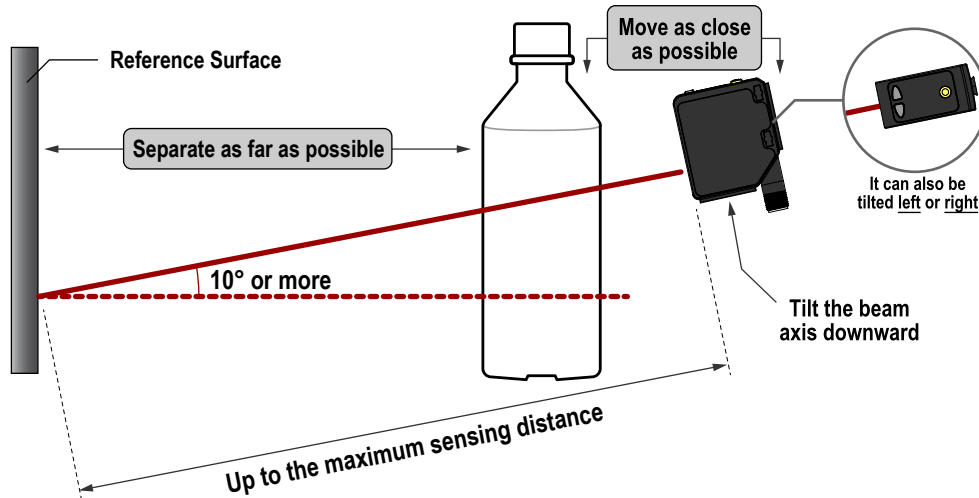 Move as close
as possible
Reference Surface
Separate as far as possible
It can also be
tilted left or right
10° or more
Tilt the beam
axis downward
Up to the maximum sensing distance